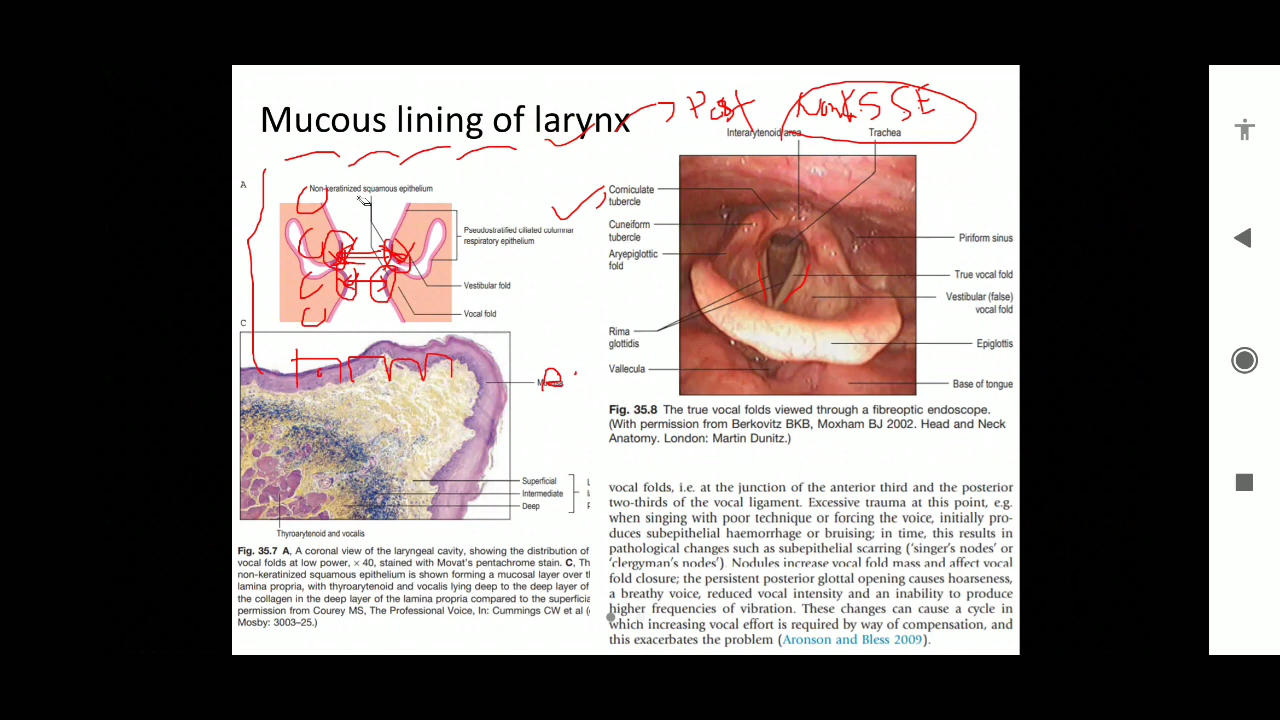 Mucous lining of larynx
Post
NonKSSE
A
Non-keratinized squamous epithelium
Pseudostratified ciliated columnar
respiratory epithelium
Vestibular fold
Vocal fold
C
Superficial
Intermediate
Deep
Thyroarytenoid and vocalis
Fig. 35.7 A, A coronal view of the laryngeal cavity, showing the distribution of
vocal folds at low power, × 40, stained with Movat's pentachrome stain. C, Th
non-keratinized squamous epithelium is shown forming a mucosal layer over t
lamina propria, with thyroarytenoid and vocalis lying deep to the deep layer of
the collagen in the deep layer of the lamina propria compared to the superficia
permission from Courey MS, The Professional Voice, In: Cummings CW et al (
Mosby: 3003–25.)
Interarytenoid area
Trachea
Corniculate
tubercle
Cuneiform
tubercle
Aryepiglottic
fold
Rima
glottidis
Vallecula
Piriform sinus
True vocal fold
Vestibular (false)
vocal fold
Epiglottis
Base of tongue
Fig. 35.8 The true vocal folds viewed through a fibreoptic endoscope.
(With permission from Berkovitz BKB, Moxham BJ 2002. Head and Neck
Anatomy. London: Martin Dunitz.)
vocal folds, i.e. at the junction of the anterior third and the posterior
two-thirds of the vocal ligament. Excessive trauma at this point, e.g.
when singing with poor technique or forcing the voice, initially pro-
duces subepithelial haemorrhage or bruising; in time, this results in
pathological changes such as subepithelial scarring ('singer's nodes' or
'clergyman's nodes'). Nodules increase vocal fold mass and affect vocal
fold closure; the persistent posterior glottal opening causes hoarseness,
a breathy voice, reduced vocal intensity and an inability to produce
higher frequencies of vibration. These changes can cause a cycle in
which increasing vocal effort is required by way of compensation, and
this exacerbates the problem (Aronson and Bless 2009).